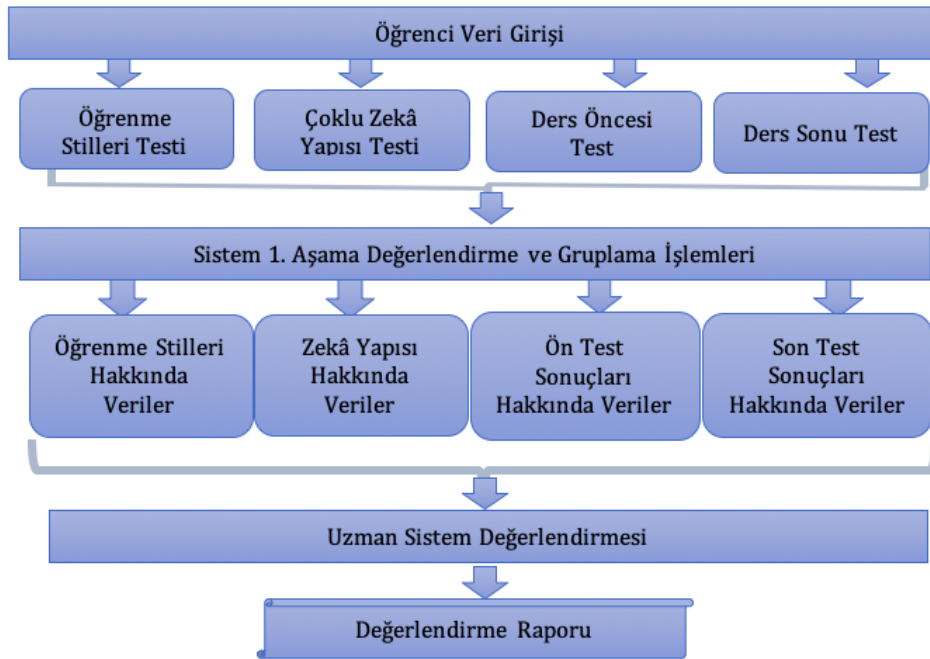 Öğrenci Veri Girişi
Öğrenme
Stilleri Testi
Çoklu Zekâ
Yapısı Testi
Ders Öncesi
Test
Ders Sonu Test
Sistem 1. Aşama Değerlendirme ve Gruplama İşlemleri
Öğrenme Stilleri
Hakkında
Veriler
Zekâ Yapısı
Hakkında
Veriler
Ön Test
Sonuçları
Hakkında Veriler
Son Test
Sonuçları
Hakkında Veriler
Uzman Sistem Değerlendirmesi
Değerlendirme Raporu